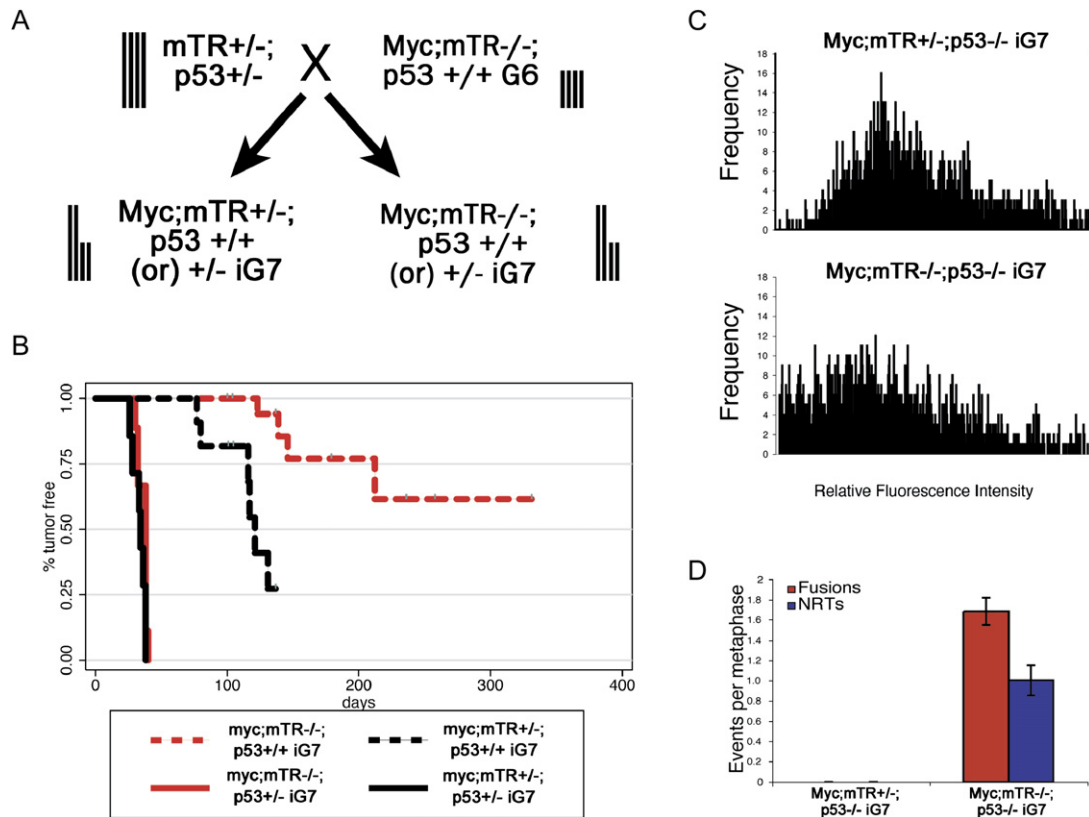 A
mTR+/-;
p53+/-
X
Myc;mTR-/-;
p53 +/+ G6
Myc;mTR+/-;
p53 +/+
(or) +/- iG7
Myc;mTR-/-;
p53 +/+
(or) +/- iG7
B
% tumor free
1.00
0.75
0.50
0.25
0.00
0
100
200
300
400
days
myc;mTR-/-;
p53+/+ iG7
myc;mTR+/-;
p53+/+ iG7
myc;mTR-/-;
p53+/- iG7
myc;mTR+/-;
p53+/- iG7
C
Myc;mTR+/-;p53-/- iG7
Frequency
18
16
14
12
10
8
6
4
2
0
Myc;mTR-/-;p53-/- iG7
Frequency
18
16
14
12
10
8
6
4
2
0
Relative Fluorescence Intensity
D
Events per metaphase
2
1.8
1.6
1.4
1.2
1
0.8
0.6
0.4
0.2
0
Fusions
NRTs
Myc;mTR+/-;
p53-/- iG7
Myc;mTR-/-;
p53-/- iG7